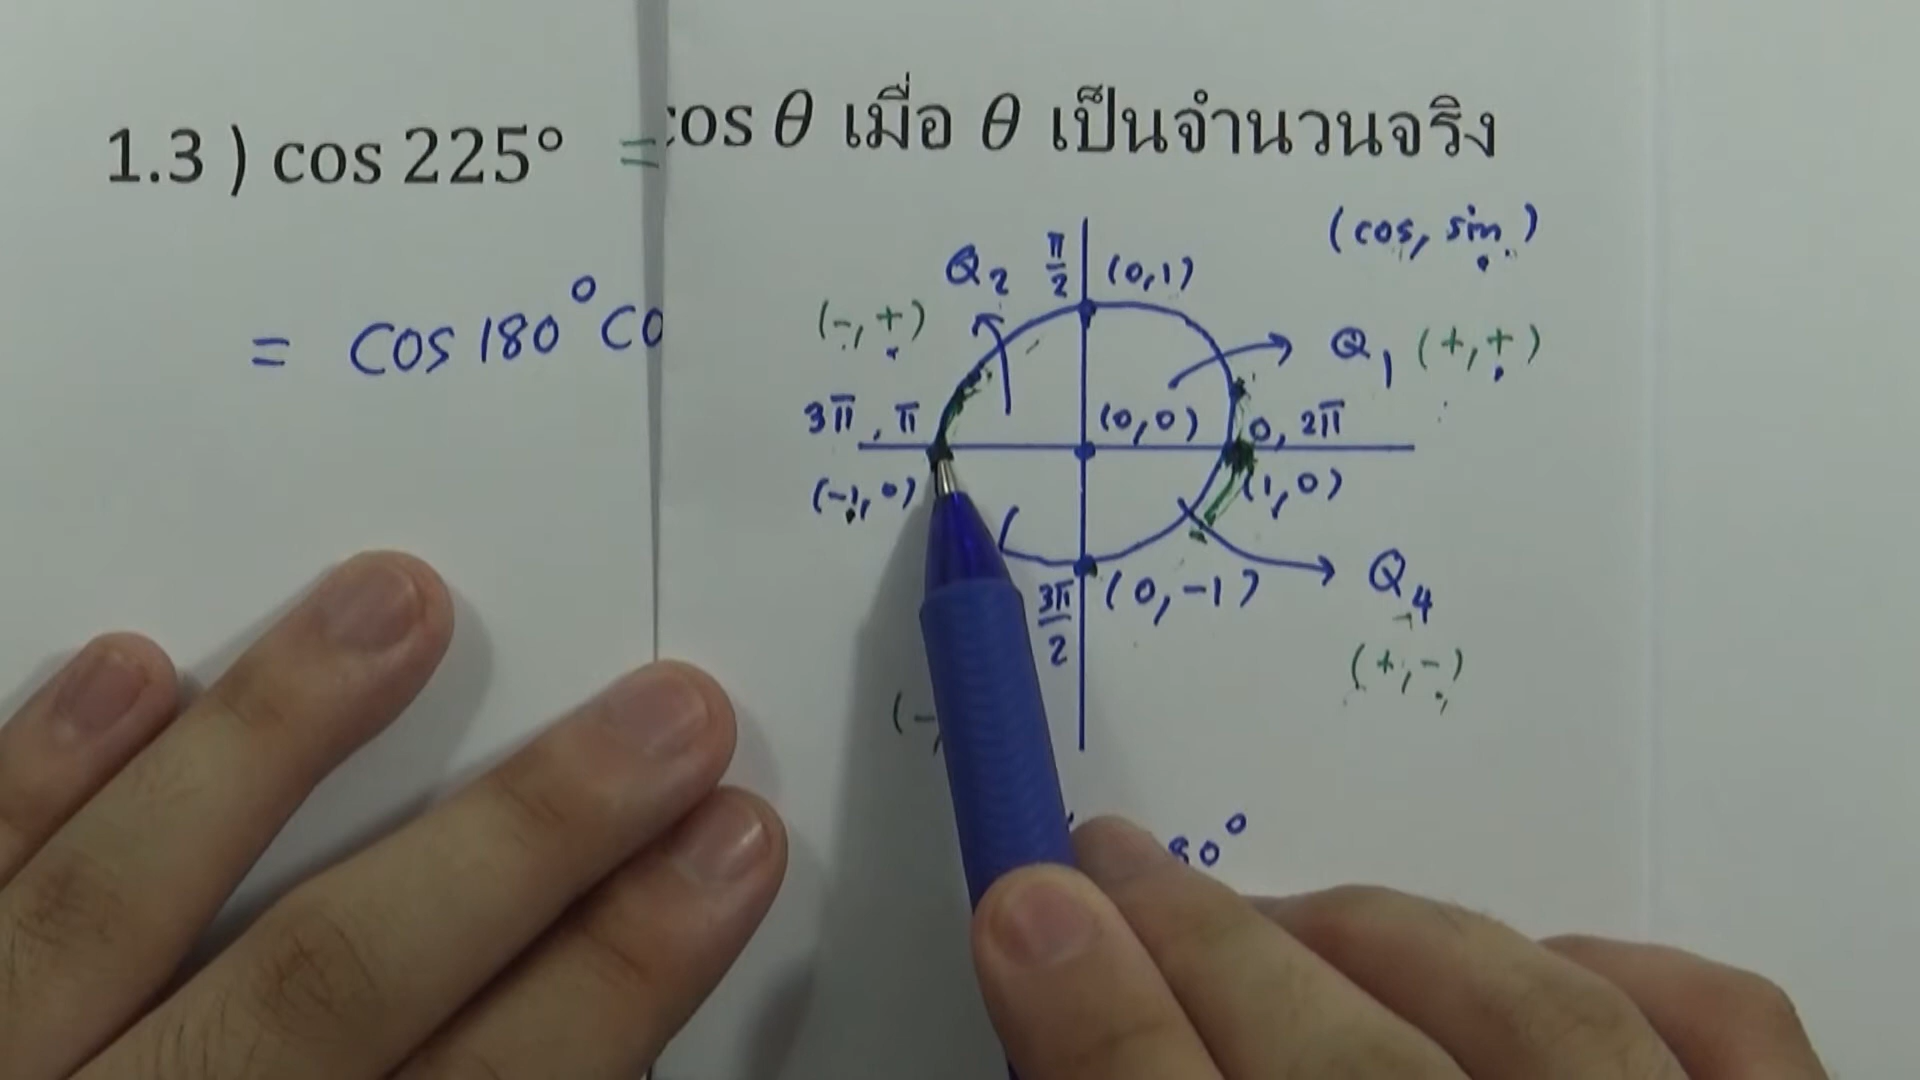 1.3 ) cos 225° =
= cos 180° co
cos θ เมื่อ θ เป็นจำนวนจริง
(cos, sin)
Q₂ π/2 (0,1)
(-,+)
Q₁ (+,+)
3π, π (0,0) 0, 2π
(-1,0) (1,0)
3π/2 (0,-1) Q₄
(+,-)
(-,
80°